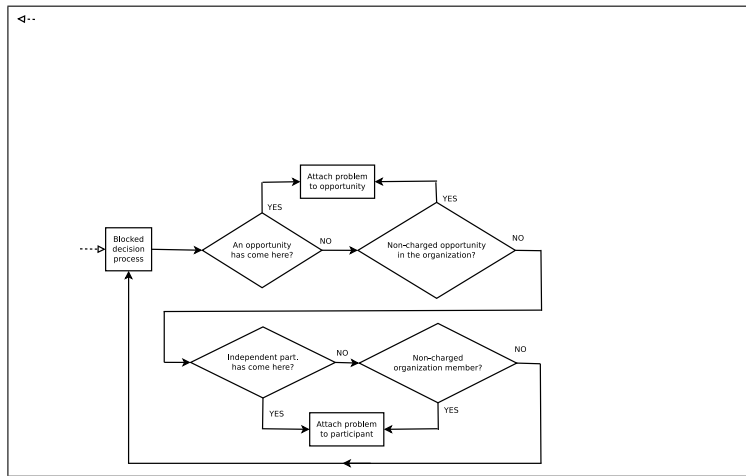 Attach problem
to opportunity
YES
YES
Blocked
decision
process
An opportunity
has come here?
NO
Non-charged opportunity
in the organization?
NO
Independent part.
has come here?
NO
Non-charged
organization member?
NO
YES
YES
Attach problem
to participant